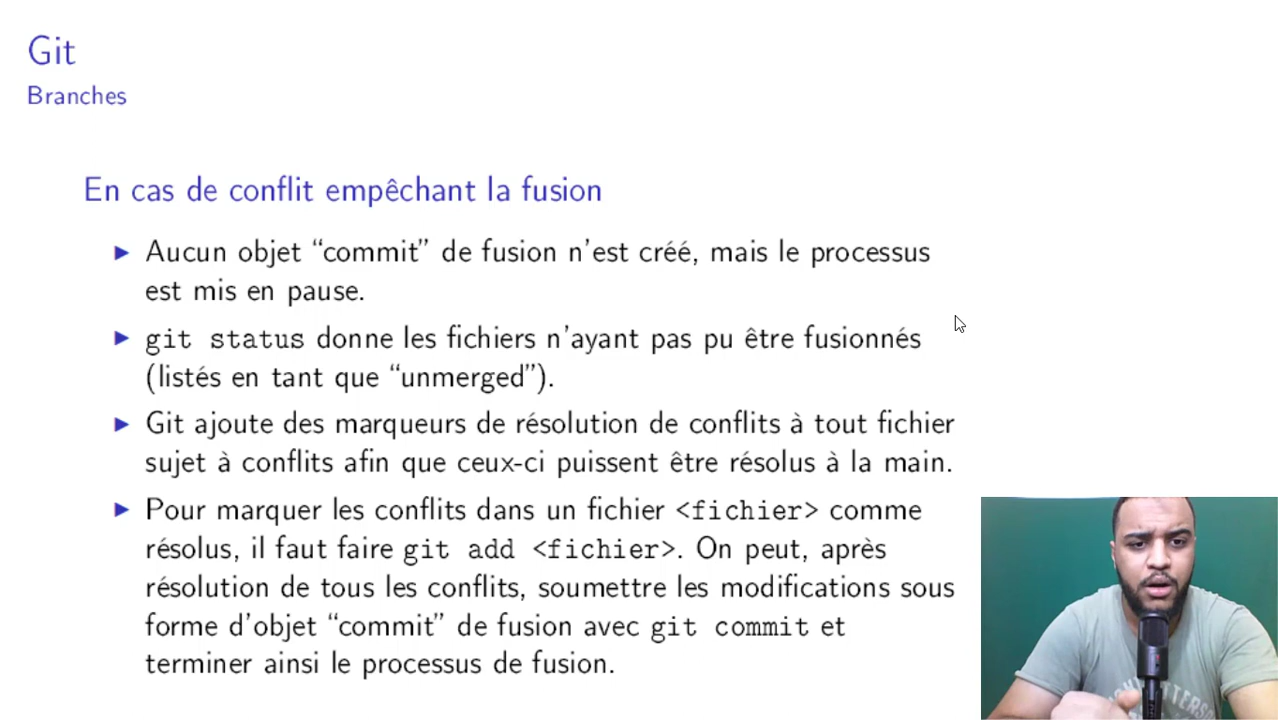 Git
Branches
En cas de conflit empêchant la fusion
▶ Aucun objet “commit” de fusion n’est créé, mais le processus
est mis en pause.
▶ git status donne les fichiers n’ayant pas pu être fusionnés
(listés en tant que “unmerged”).
▶ Git ajoute des marqueurs de résolution de conflits à tout fichier
sujet à conflits afin que ceux-ci puissent être résolus à la main.
▶ Pour marquer les conflits dans un fichier <fichier> comme
résolus, il faut faire git add <fichier>. On peut, après
résolution de tous les conflits, soumettre les modifications sous
forme d’objet “commit” de fusion avec git commit et
terminer ainsi le processus de fusion.